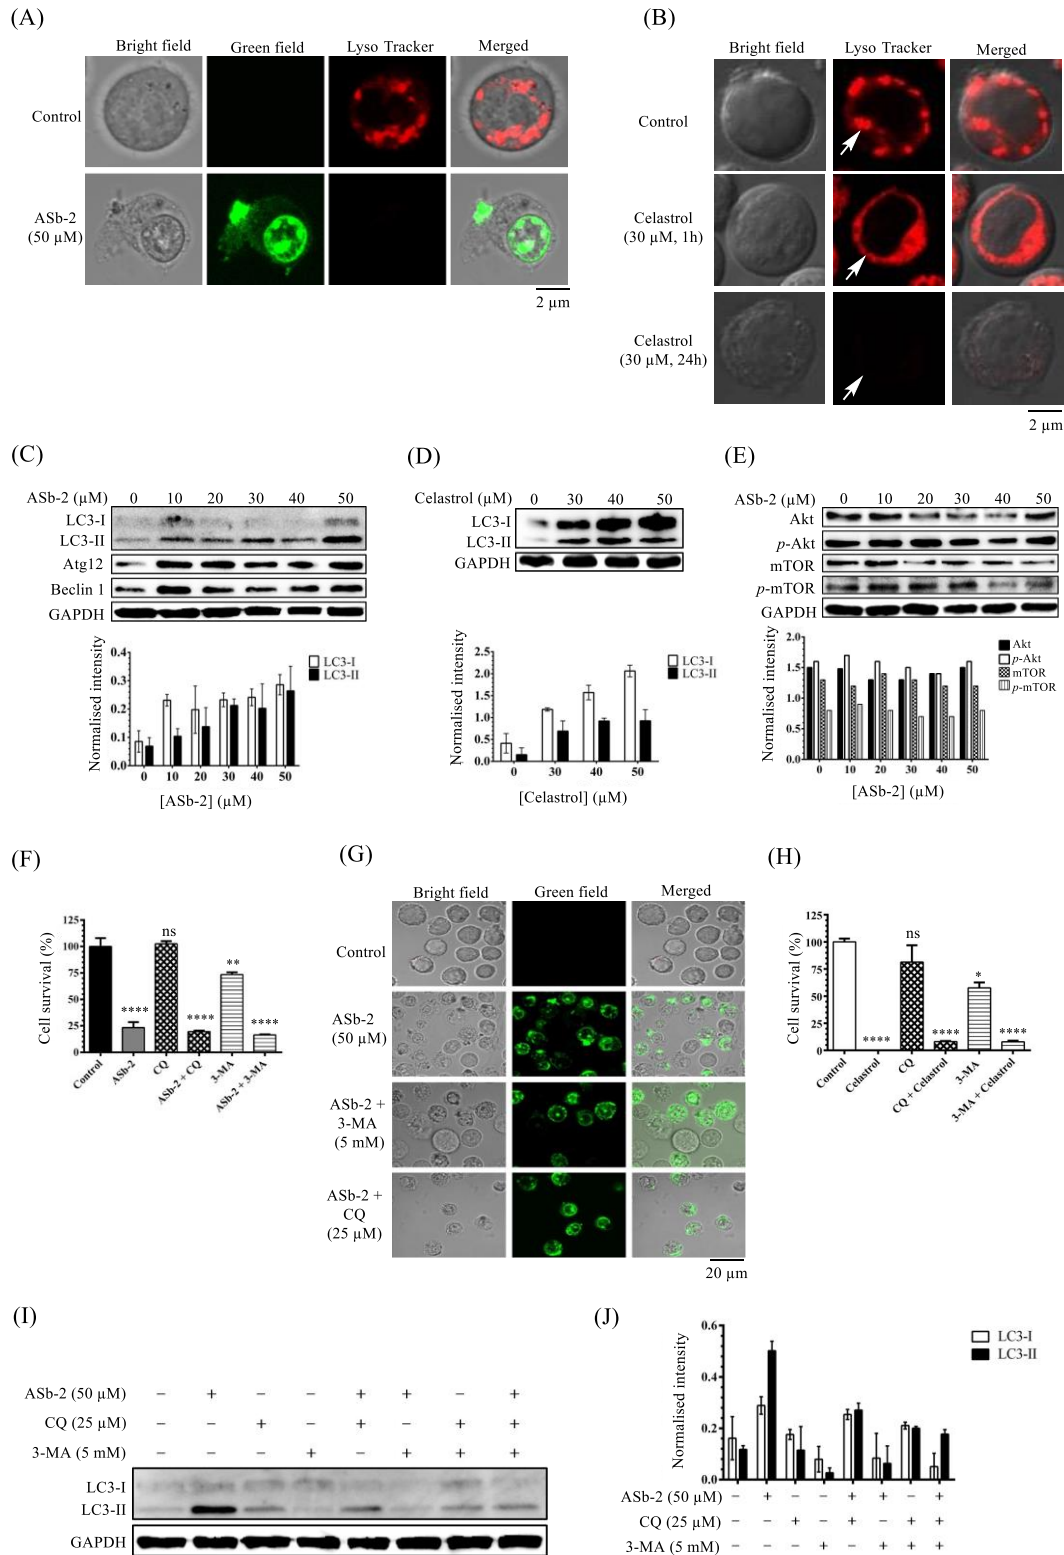 (A)
Bright field Green field Lyso Tracker Merged
Control
ASb-2
(50 µM)
2 µm
(B)
Bright field Lyso Tracker Merged
Control
Celastrol
(30 µM, 1h)
Celastrol
(30 µM, 24h)
2 µm
(C)
ASb-2 (µM) 0 10 20 30 40 50
LC3-I
LC3-II
Atg12
Beclin 1
GAPDH
Normalised intensity
0.4
0.3
0.2
0.1
0.0
LC3-I
LC3-II
0 10 20 30 40 50
[ASb-2] (µM)
(D)
Celastrol (µM) 0 30 40 50
LC3-I
LC3-II
GAPDH
Normalised intensity
2.5
2.0
1.5
1.0
0.5
0.0
LC3-I
LC3-II
0 30 40 50
[Celastrol] (µM)
(E)
ASb-2 (µM) 0 10 20 30 40 50
Akt
p-Akt
mTOR
p-mTOR
GAPDH
Normalised intensity
2.0
1.5
1.0
0.5
0.0
Akt
p-Akt
mTOR
p-mTOR
0 10 20 30 40 50
[ASb-2] (µM)
(F)
Cell survival (%)
125
100
75
50
25
0
**** ns **** ** ****
Control ASb-2 CQ ASb-2 + CQ 3-MA ASb-2 + 3-MA
(G)
Bright field Green field Merged
Control
ASb-2
(50 µM)
ASb-2 +
3-MA
(5 mM)
ASb-2 +
CQ
(25 µM)
20 µm
(H)
Cell survival (%)
125
100
75
50
25
0
**** ns **** * ****
Control Celastrol CQ CQ + Celastrol 3-MA 3-MA + Celastrol
(I)
ASb-2 (50 µM) – + – – + + – +
CQ (25 µM) – – + – + – + +
3-MA (5 mM) – – – + – + + +
LC3-I
LC3-II
GAPDH
(J)
Normalised intensity
0.6
0.4
0.2
0.0
LC3-I
LC3-II
ASb-2 (50 µM) – + – – + + – +
CQ (25 µM) – – + – + – + +
3-MA (5 mM) – – – + – + + +